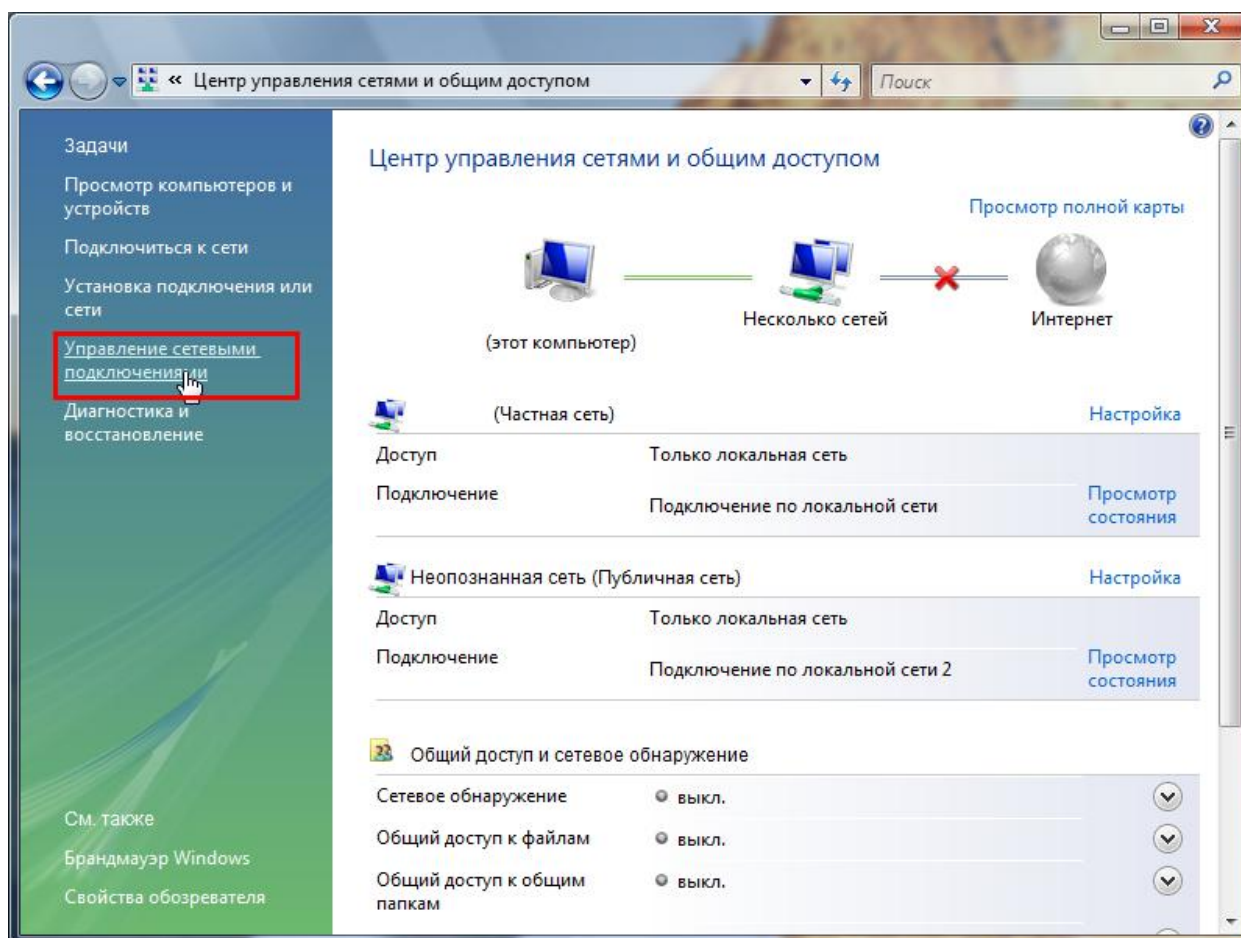 « Центр управления сетями и общим доступом
Поиск
Задачи
Просмотр компьютеров и
устройств
Подключиться к сети
Установка подключения или
сети
Управление сетевыми
подключениями
Диагностика и
восстановление
См. также
Брандмауэр Windows
Свойства обозревателя
Центр управления сетями и общим доступом
Просмотр полной карты
(этот компьютер)
Несколько сетей
Интернет
(Частная сеть)
Настройка
Доступ
Только локальная сеть
Подключение
Подключение по локальной сети
Просмотр
состояния
Неопознанная сеть (Публичная сеть)
Настройка
Доступ
Только локальная сеть
Подключение
Подключение по локальной сети 2
Просмотр
состояния
Общий доступ и сетевое обнаружение
Сетевое обнаружение
выкл.
Общий доступ к файлам
выкл.
Общий доступ к общим
папкам
выкл.